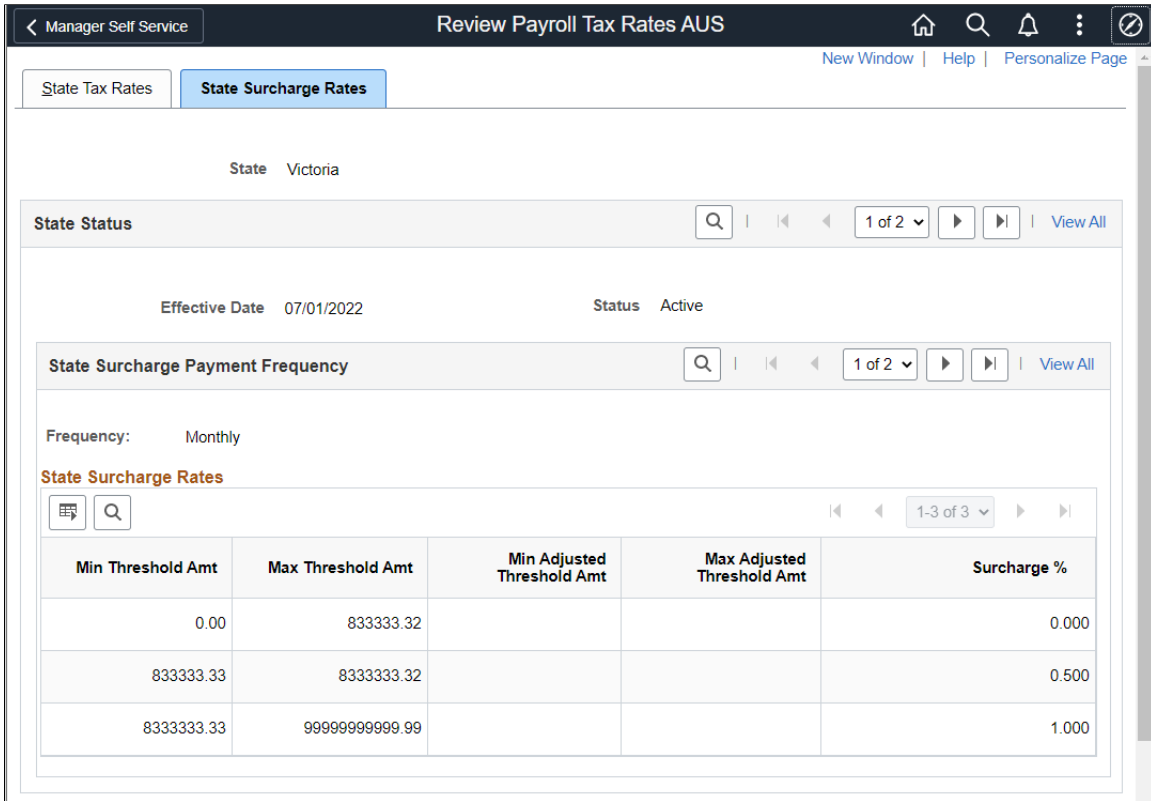 Manager Self Service
Review Payroll Tax Rates AUS
New Window | Help | Personalize Page
State Tax Rates
State Surcharge Rates
State Victoria
State Status
1 of 2
View All
Effective Date 07/01/2022 Status Active
State Surcharge Payment Frequency
1 of 2
View All
Frequency: Monthly
State Surcharge Rates
1-3 of 3
Min Threshold Amt Max Threshold Amt Min Adjusted Threshold Amt Max Adjusted Threshold Amt Surcharge %
0.00 833333.32 0.000
833333.33 8333333.32 0.500
8333333.33 99999999999.99 1.000